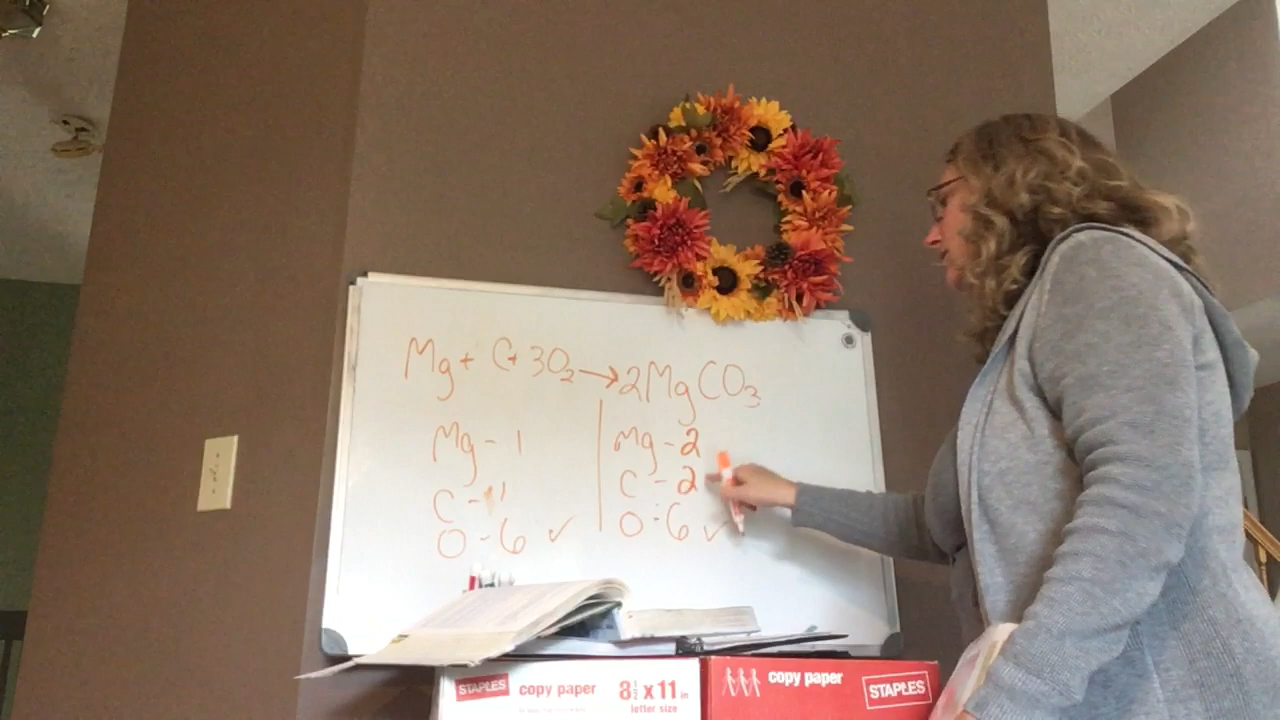 Mg + C + 3O₂ → 2MgCO₃
Mg - 1
C - 1
O - 6 ✓
Mg - 2
C - 2
O - 6 ✓
STAPLES copy paper 8½ x 11 in
letter size
copy paper STAPLES